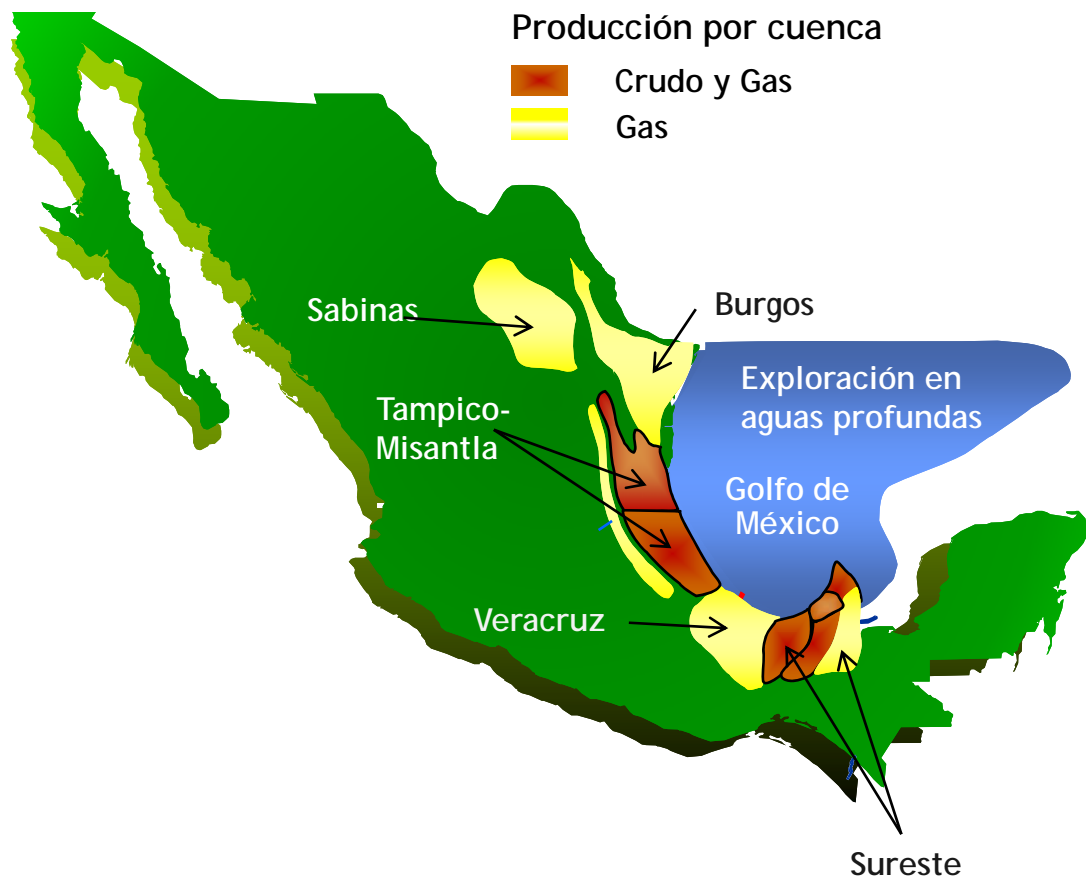 Producción por cuenca
Crudo y Gas
Gas
Sabinas
Burgos
Exploración en
aguas profundas
Tampico-
Misantla
Golfo de
México
Veracruz
Sureste